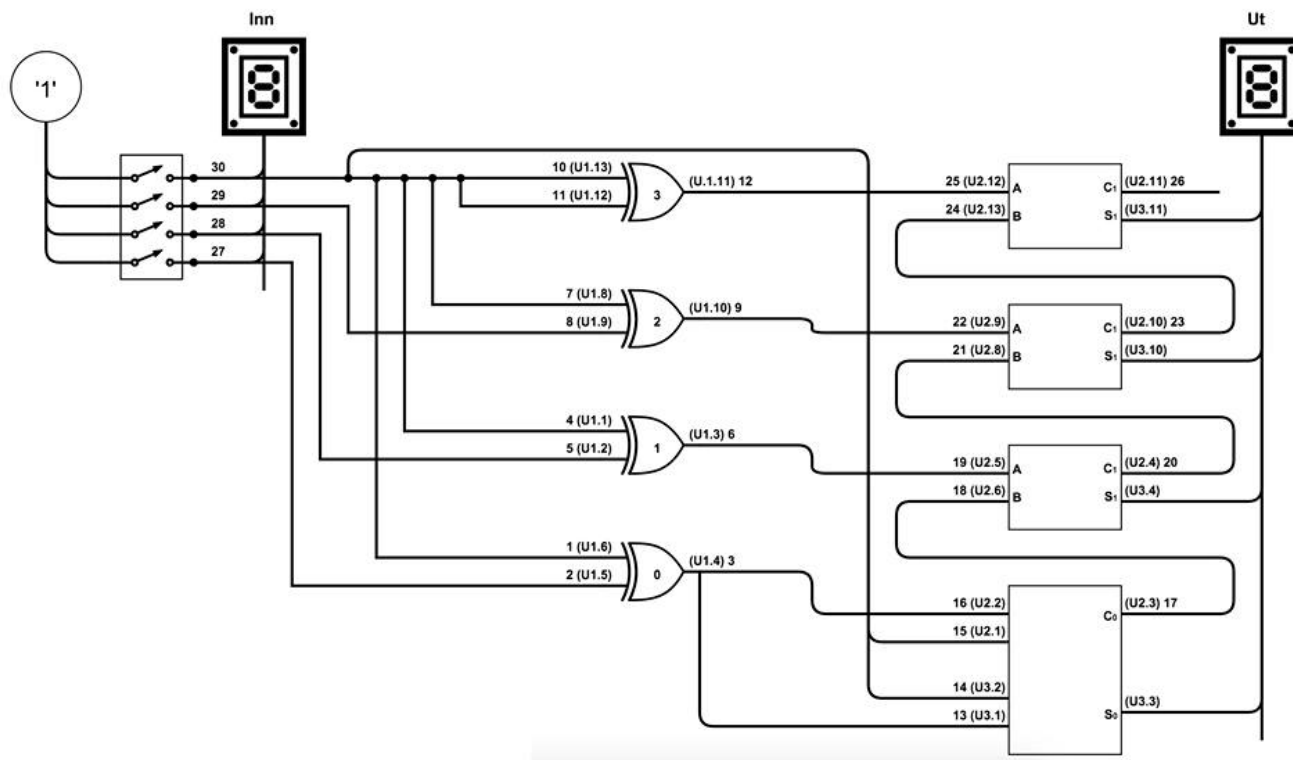 Inn
Ut
'1'
30
29
28
27
10 (U1.13)
11 (U1.12)
3
(U.1.11) 12
7 (U1.8)
8 (U1.9)
2
(U1.10) 9
4 (U1.1)
5 (U1.2)
1
(U1.3) 6
1 (U1.6)
2 (U1.5)
0
(U1.4) 3
25 (U2.12)
24 (U2.13)
A
B
C₁
S₁
(U2.11) 26
(U3.11)
22 (U2.9)
21 (U2.8)
A
B
C₁
S₁
(U2.10) 23
(U3.10)
19 (U2.5)
18 (U2.6)
A
B
C₁
S₁
(U2.4) 20
(U3.4)
16 (U2.2)
15 (U2.1)
14 (U3.2)
13 (U3.1)
C₀
S₀
(U2.3) 17
(U3.3)